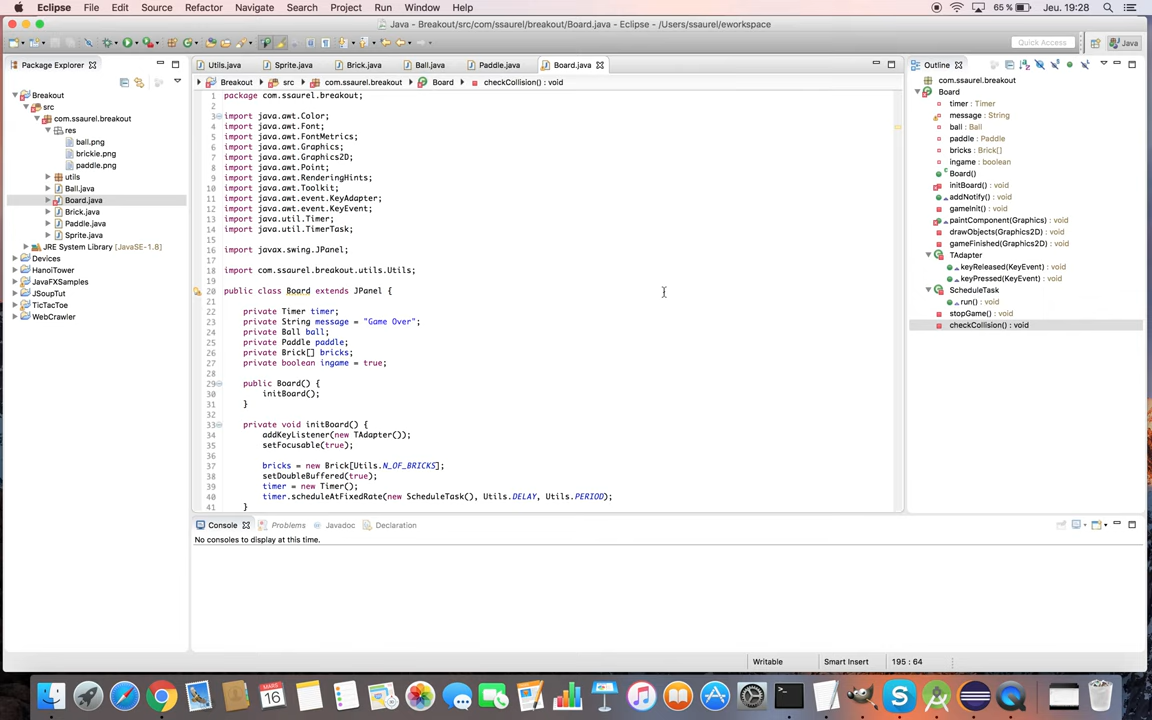 Eclipse File Edit Source Refactor Navigate Search Project Run Window Help 65 % Jeu. 19:28
Java - Breakout/src/com/ssaurel/breakout/Board.java - Eclipse - /Users/ssaurel/eworkspace
Quick Access Java
Package Explorer
Breakout
src
com.ssaurel.breakout
res
ball.png
brickie.png
paddle.png
utils
Ball.java
Board.java
Brick.java
Paddle.java
Sprite.java
JRE System Library [JavaSE-1.8]
Devices
HanoiTower
JavaFXSamples
JSoupTut
TicTacToe
WebCrawler
Utils.java Sprite.java Brick.java Ball.java Paddle.java Board.java
Breakout src com.ssaurel.breakout Board checkCollision() : void
1 package com.ssaurel.breakout;
2
3 import java.awt.Color;
4 import java.awt.Font;
5 import java.awt.FontMetrics;
6 import java.awt.Graphics;
7 import java.awt.Graphics2D;
8 import java.awt.Point;
9 import java.awt.RenderingHints;
10 import java.awt.Toolkit;
11 import java.awt.event.KeyAdapter;
12 import java.awt.event.KeyEvent;
13 import java.util.Timer;
14 import java.util.TimerTask;
15
16 import javax.swing.JPanel;
17
18 import com.ssaurel.breakout.utils.Utils;
19
20 public class Board extends JPanel {
21
22 private Timer timer;
23 private String message = "Game Over";
24 private Ball ball;
25 private Paddle paddle;
26 private Brick[] bricks;
27 private boolean ingame = true;
28
29 public Board() {
30 initBoard();
31 }
32
33 private void initBoard() {
34 addKeyListener(new TAdapter());
35 setFocusable(true);
36
37 bricks = new Brick[Utils.N_OF_BRICKS];
38 setDoubleBuffered(true);
39 timer = new Timer();
40 timer.scheduleAtFixedRate(new ScheduleTask(), Utils.DELAY, Utils.PERIOD);
41 }
Outline
com.ssaurel.breakout
Board
timer : Timer
message : String
ball : Ball
paddle : Paddle
bricks : Brick[]
ingame : boolean
Board()
initBoard() : void
addNotify() : void
gameInit() : void
paintComponent(Graphics) : void
drawObjects(Graphics2D) : void
gameFinished(Graphics2D) : void
TAdapter
keyReleased(KeyEvent) : void
keyPressed(KeyEvent) : void
ScheduleTask
run() : void
stopGame() : void
checkCollision() : void
Console Problems Javadoc Declaration
No consoles to display at this time.
Writable Smart Insert 195 : 64
MARS
16